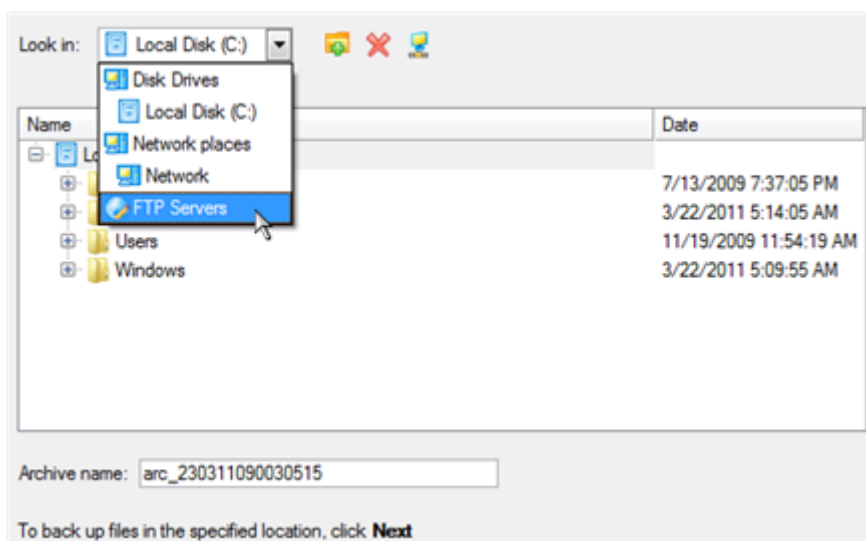 Look in: Local Disk (C:)
Disk Drives
Local Disk (C:)
Network places
Network
FTP Servers
Name Date
7/13/2009 7:37:05 PM
3/22/2011 5:14:05 AM
Users 11/19/2009 11:54:19 AM
Windows 3/22/2011 5:09:55 AM
Archive name: arc_230311090030515
To back up files in the specified location, click Next